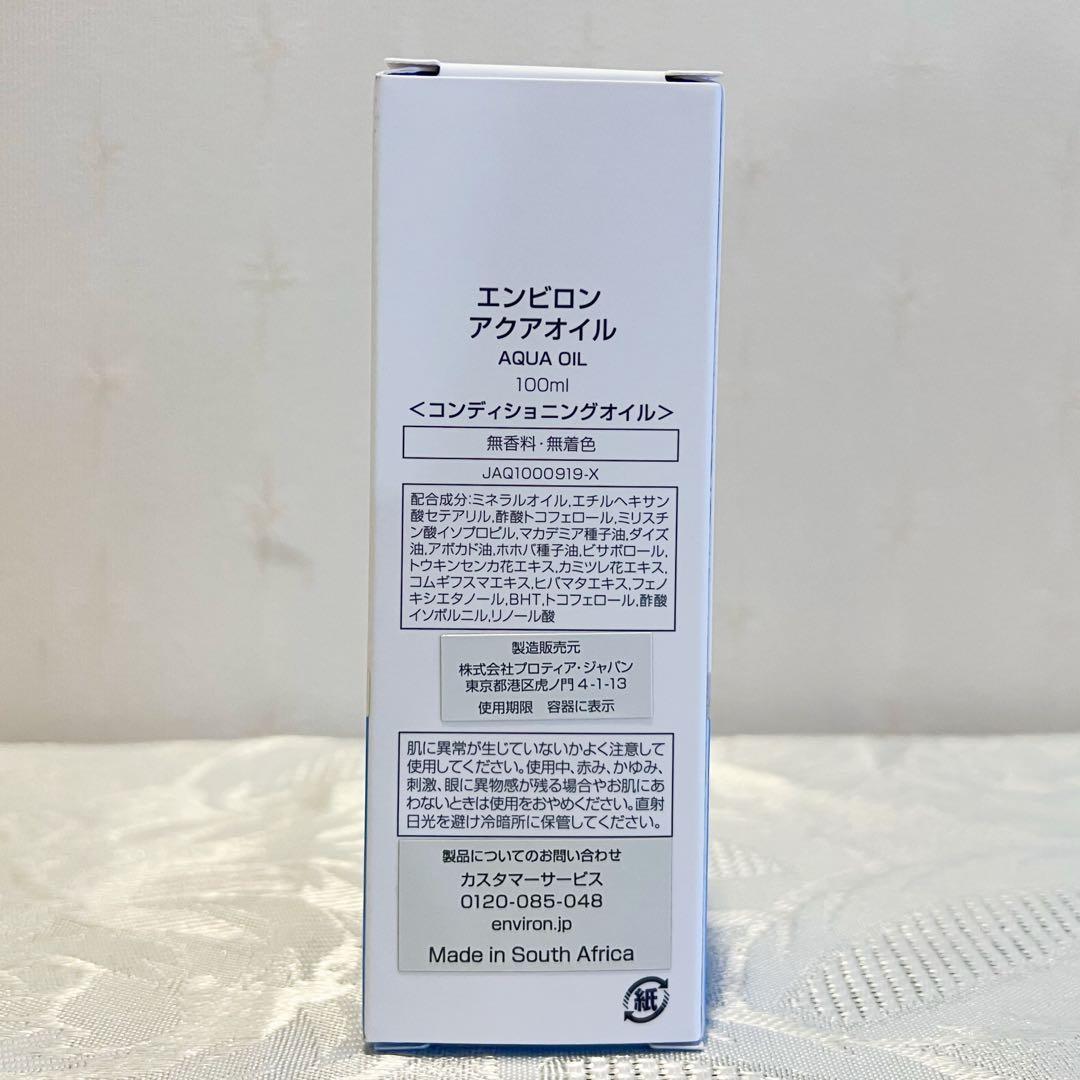 エンビロン
アクアオイル
AQUA OIL
100ml
＜コンディショニングオイル＞
無香料・無着色
JAQ1000919-X
配合成分:ミネラルオイル,エチルヘキサン
酸セテアリル,酢酸トコフェロール,ミリスチ
ン酸イソプロピル,マカデミア種子油,ダイズ
油,アボカド油,ホホバ種子油,ビサボロール,
トウキンセンカ花エキス,カミツレ花エキス,
コムギフスマエキス,ヒバマタエキス,フェノ
キシエタノール,BHT,トコフェロール,酢酸
イソボルニル,リノール酸
製造販売元
株式会社プロティア・ジャパン
東京都港区虎ノ門4-1-13
使用期限　容器に表示
肌に異常が生じていないかよく注意して
使用してください。使用中、赤み、かゆみ、
刺激、眼に異物感が残る場合やお肌にあ
わないときは使用をおやめください。直射
日光を避け冷暗所に保管してください。
製品についてのお問い合わせ
カスタマーサービス
0120-085-048
environ.jp
Made in South Africa
紙